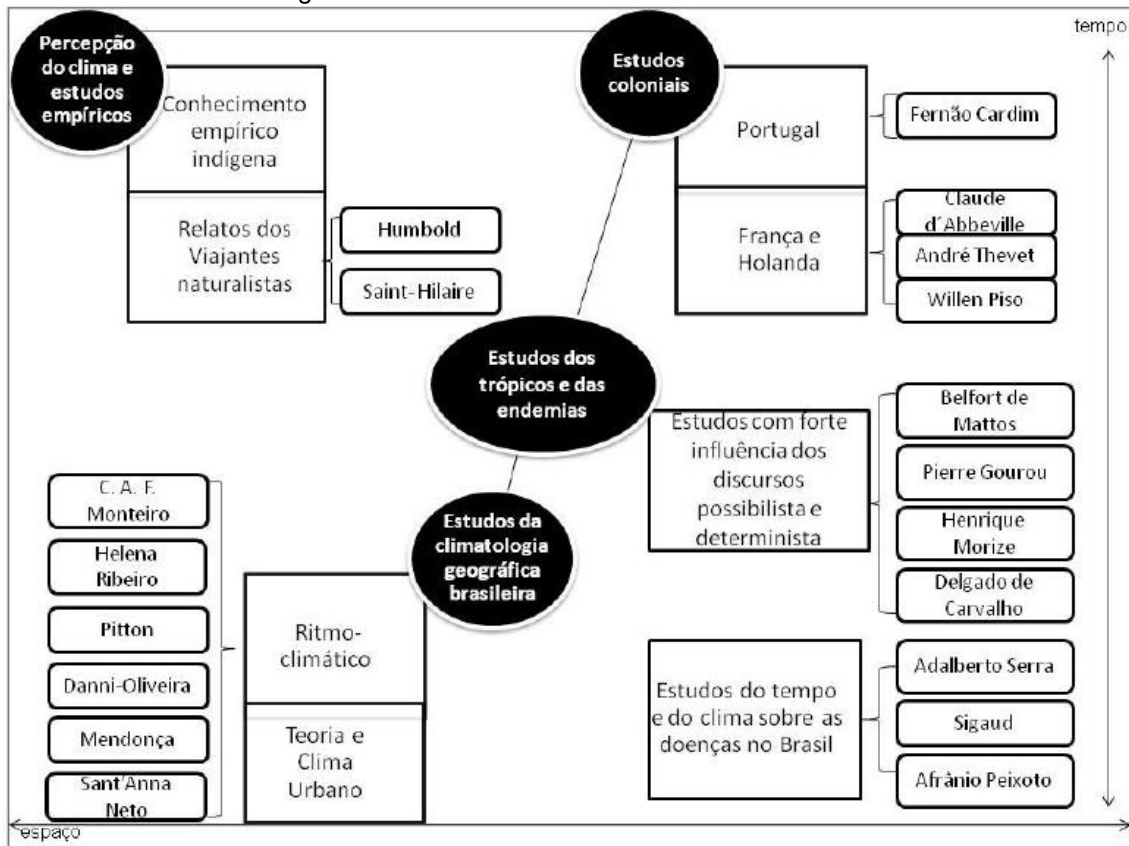 tempo
Percepção
do clima e
estudos
empíricos
Conhecimento
empírico
indígena
Relatos dos
Viajantes
naturalistas
Humbold
Saint-Hilaire
Estudos
coloniais
Portugal
Fernão Cardim
França e
Holanda
Claude
d´Abbeville
André Thevet
Willen Piso
Estudos dos
trópicos e das
endemias
Estudos com forte
influência dos
discursos
possibilista e
determinista
Belfort de
Mattos
Pierre Gourou
Henrique
Morize
Delgado de
Carvalho
Estudos do tempo
e do clima sobre as
doenças no Brasil
Adalberto Serra
Sigaud
Afrânio Peixoto
Estudos da
climatologia
geográfica
brasileira
Ritmo-
climático
Teoria e
Clima
Urbano
C. A. F.
Monteiro
Helena
Ribeiro
Pitton
Danni-Oliveira
Mendonça
Sant'Anna
Neto
espaço